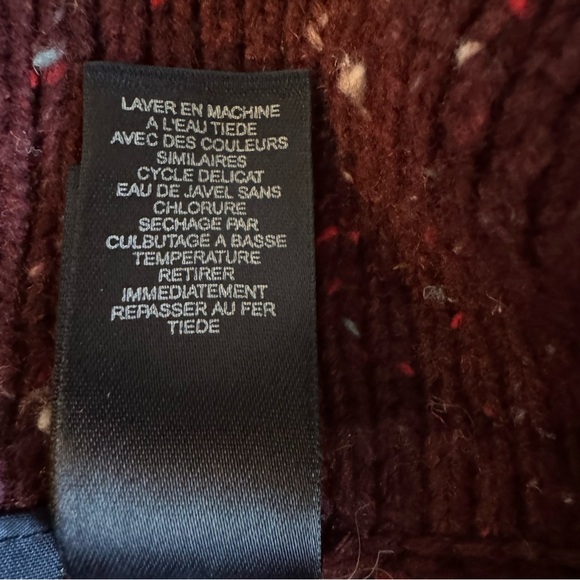 LAVER EN MACHINE
A L'EAU TIEDE
AVEC DES COULEURS
SIMILAIRES
CYCLE DELICAT
EAU DE JAVEL SANS
CHLORURE
SECHAGE PAR
CULBUTAGE A BASSE
TEMPERATURE
RETIRER
IMMEDIATEMENT
REPASSER AU FER
TIEDE